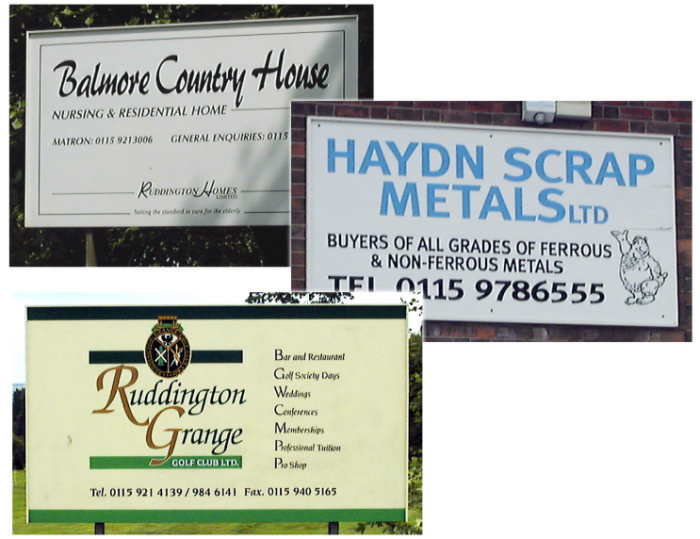 Balmore Country House
NURSING & RESIDENTIAL HOME
MATRON: 0115 9213006 GENERAL ENQUIRIES: 0115
RUDDINGTON HOMES
LIMITED
Setting the standard in care for the elderly
HAYDN SCRAP
METALS LTD
BUYERS OF ALL GRADES OF FERROUS
& NON-FERROUS METALS
TEL 0115 9786555
Ruddington
Grange
GOLF CLUB LTD.
Bar and Restaurant
Golf Society Days
Weddings
Conferences
Memberships
Professional Tuition
Pro Shop
Tel. 0115 921 4139 / 984 6141 Fax. 0115 940 5165